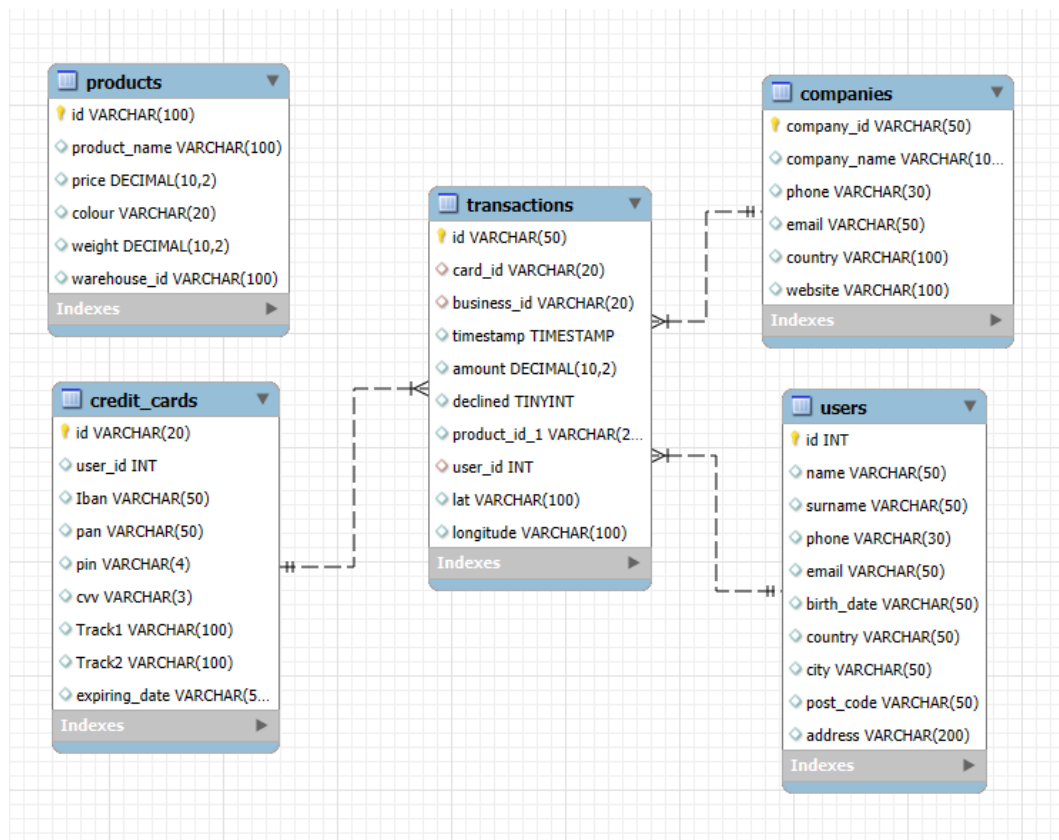 products
id VARCHAR(100)
product_name VARCHAR(100)
price DECIMAL(10,2)
colour VARCHAR(20)
weight DECIMAL(10,2)
warehouse_id VARCHAR(100)
Indexes
credit_cards
id VARCHAR(20)
user_id INT
Iban VARCHAR(50)
pan VARCHAR(50)
pin VARCHAR(4)
cvv VARCHAR(3)
Track1 VARCHAR(100)
Track2 VARCHAR(100)
expiring_date VARCHAR(5...
Indexes
transactions
id VARCHAR(50)
card_id VARCHAR(20)
business_id VARCHAR(20)
timestamp TIMESTAMP
amount DECIMAL(10,2)
declined TINYINT
product_id_1 VARCHAR(2...
user_id INT
lat VARCHAR(100)
longitude VARCHAR(100)
Indexes
companies
company_id VARCHAR(50)
company_name VARCHAR(10...
phone VARCHAR(30)
email VARCHAR(50)
country VARCHAR(100)
website VARCHAR(100)
Indexes
users
id INT
name VARCHAR(50)
surname VARCHAR(50)
phone VARCHAR(30)
email VARCHAR(50)
birth_date VARCHAR(50)
country VARCHAR(50)
city VARCHAR(50)
post_code VARCHAR(50)
address VARCHAR(200)
Indexes